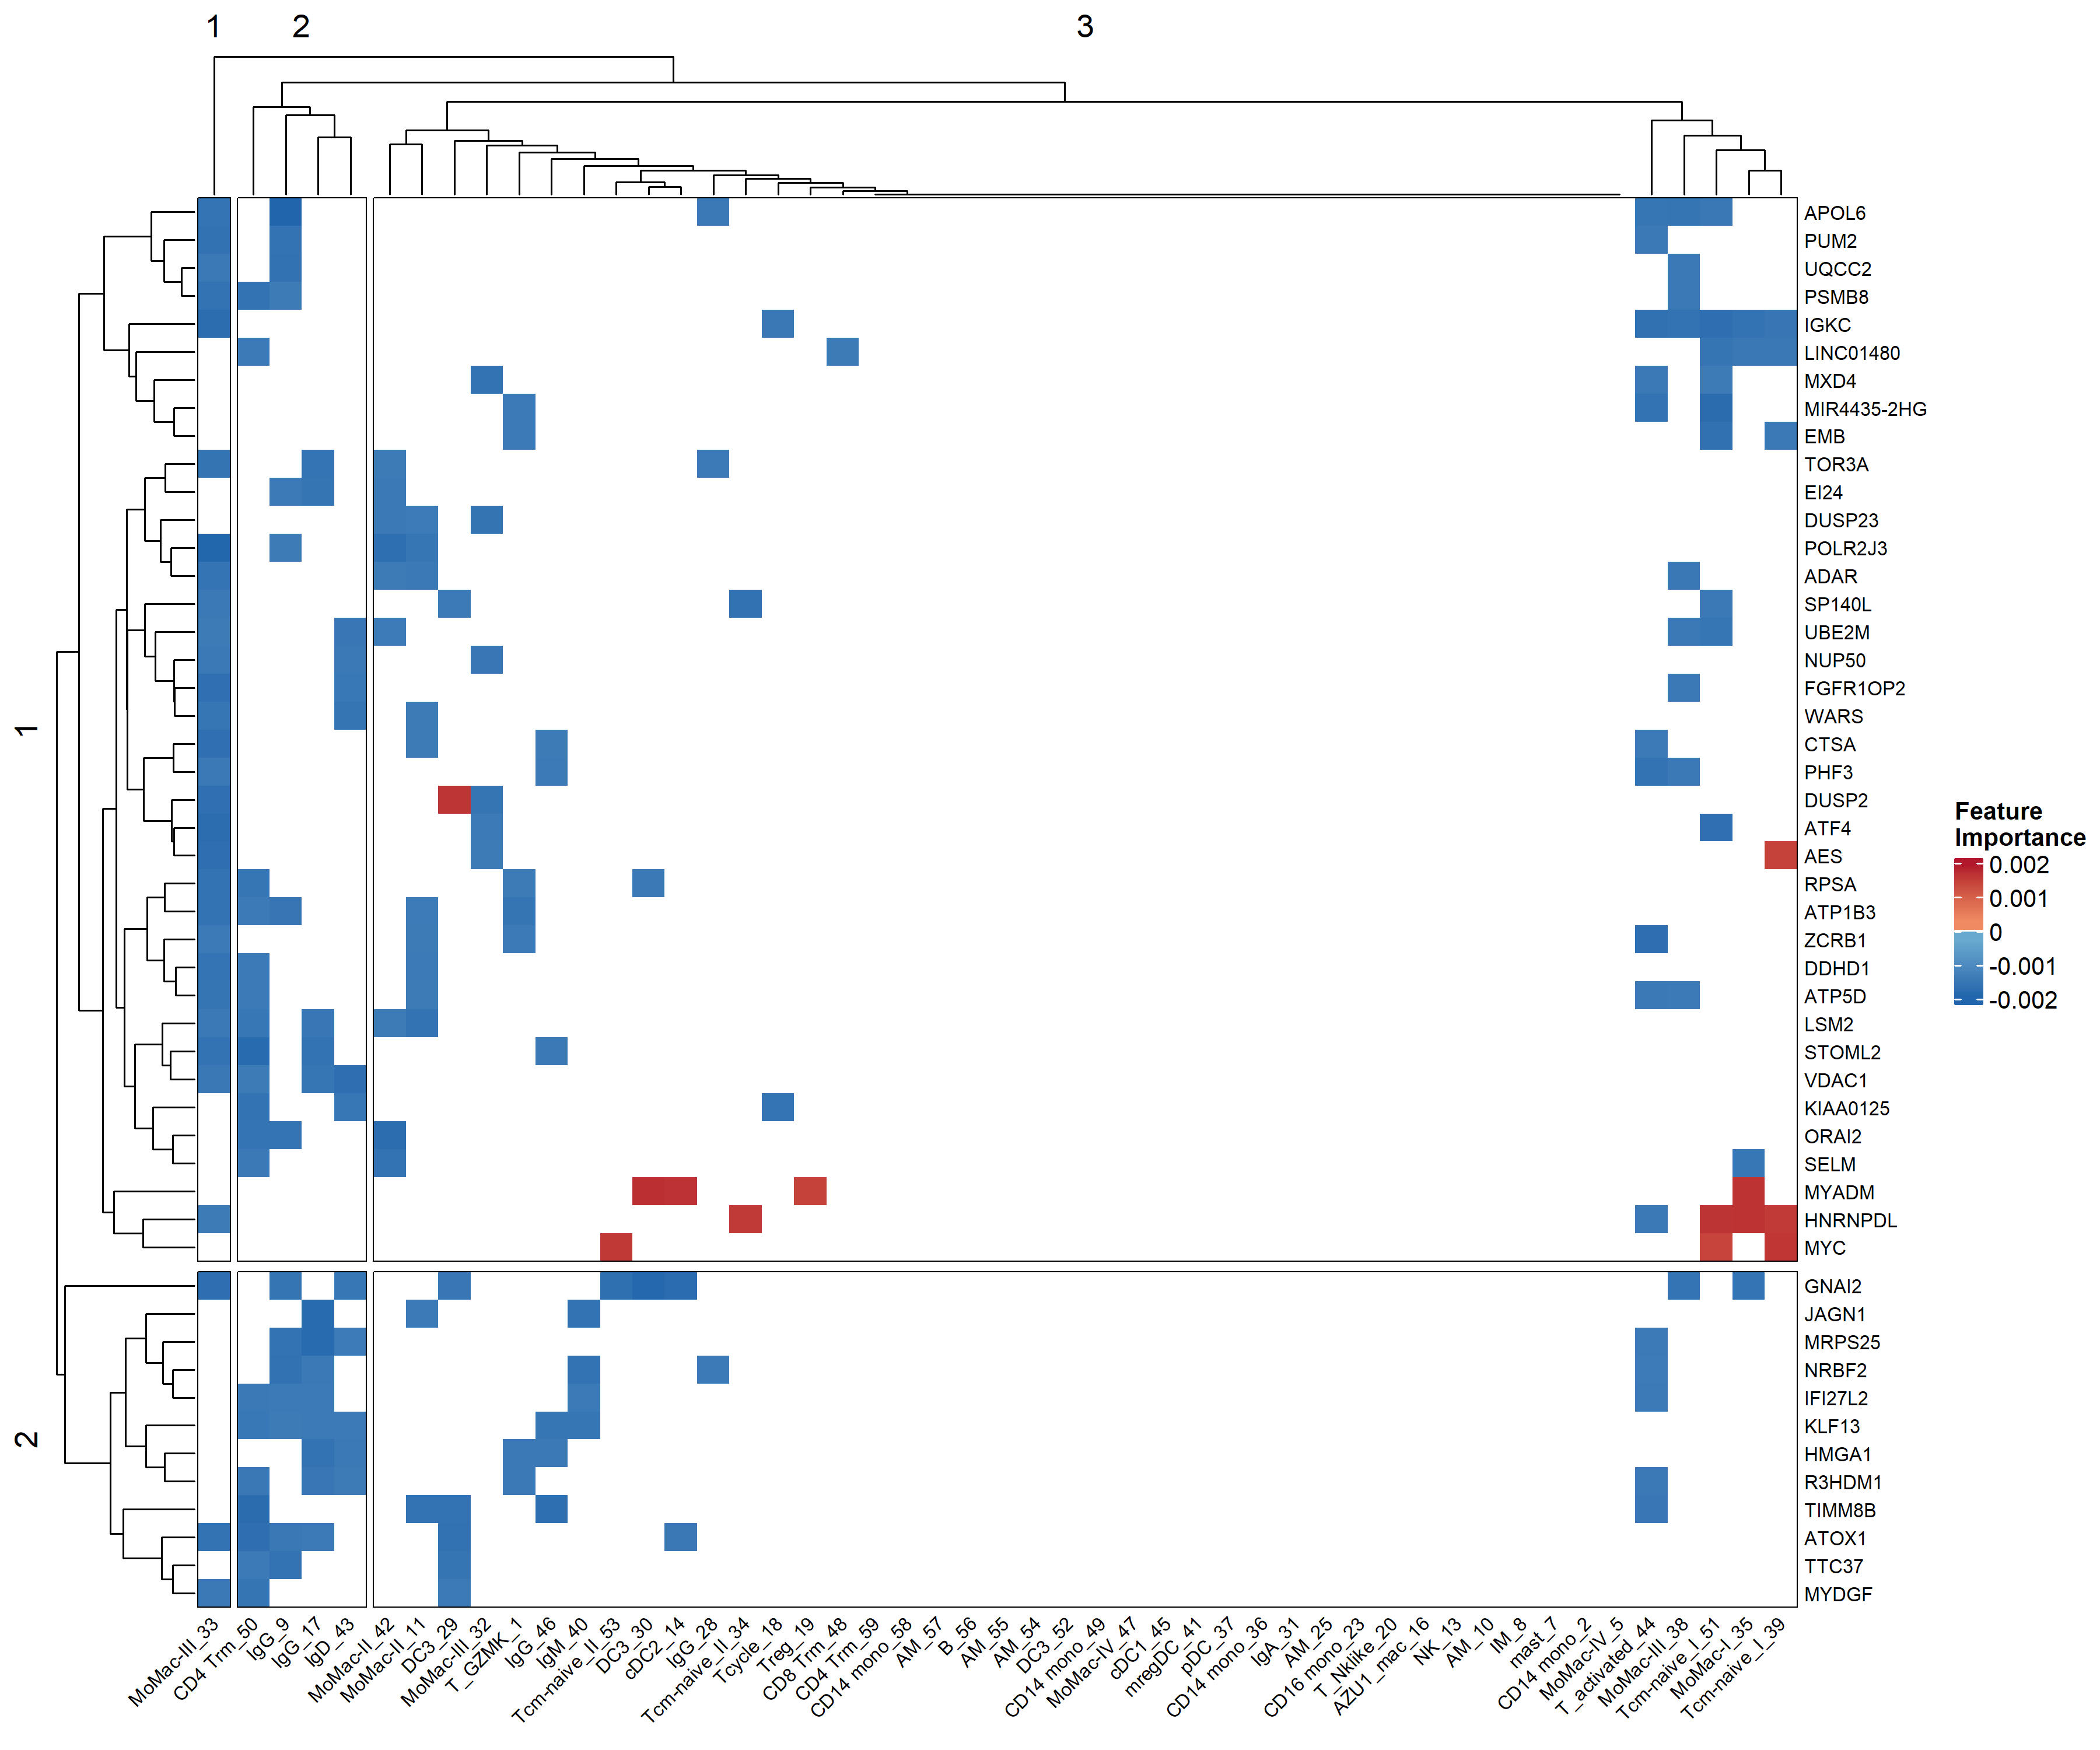 1 2 3
1
2
APOL6
PUM2
UQCC2
PSMB8
IGKC
LINC01480
MXD4
MIR4435-2HG
EMB
TOR3A
EI24
DUSP23
POLR2J3
ADAR
SP140L
UBE2M
NUP50
FGFR1OP2
WARS
CTSA
PHF3
DUSP2
ATF4
AES
RPSA
ATP1B3
ZCRB1
DDHD1
ATP5D
LSM2
STOML2
VDAC1
KIAA0125
ORAI2
SELM
MYADM
HNRNPDL
MYC
GNAI2
JAGN1
MRPS25
NRBF2
IFI27L2
KLF13
HMGA1
R3HDM1
TIMM8B
ATOX1
TTC37
MYDGF
MoMac-III_33
CD4 Trm_50
IgG_9
IgG_17
IgD_43
MoMac-II_42
MoMac-II_11
DC3_29
MoMac-III_32
T_GZMK_1
IgG_46
IgM_40
Tcm-naive_II_53
DC3_30
cDC2_14
IgG_28
Tcm-naive_II_34
Tcycle_18
Treg_19
CD8 Trm_48
CD4 Trm_59
CD14 mono_58
AM_57
B_56
AM_55
AM_54
DC3_52
CD14 mono_49
MoMac-IV_47
cDC1_45
mregDC_41
pDC_37
CD14 mono_36
IgA_31
AM_25
CD16 mono_23
T_Nklike_20
AZU1_mac_16
NK_13
AM_10
IM_8
mast_7
CD14 mono_2
MoMac-IV_5
T_activated_44
MoMac-III_38
Tcm-naive_I_51
MoMac-I_35
Tcm-naive_I_39
Feature
Importance
0.002
0.001
0
-0.001
-0.002